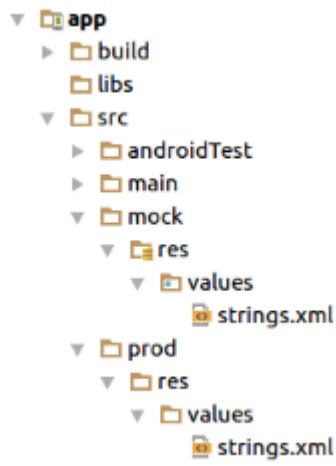 app
build
libs
src
androidTest
main
mock
res
values
strings.xml
prod
res
values
strings.xml